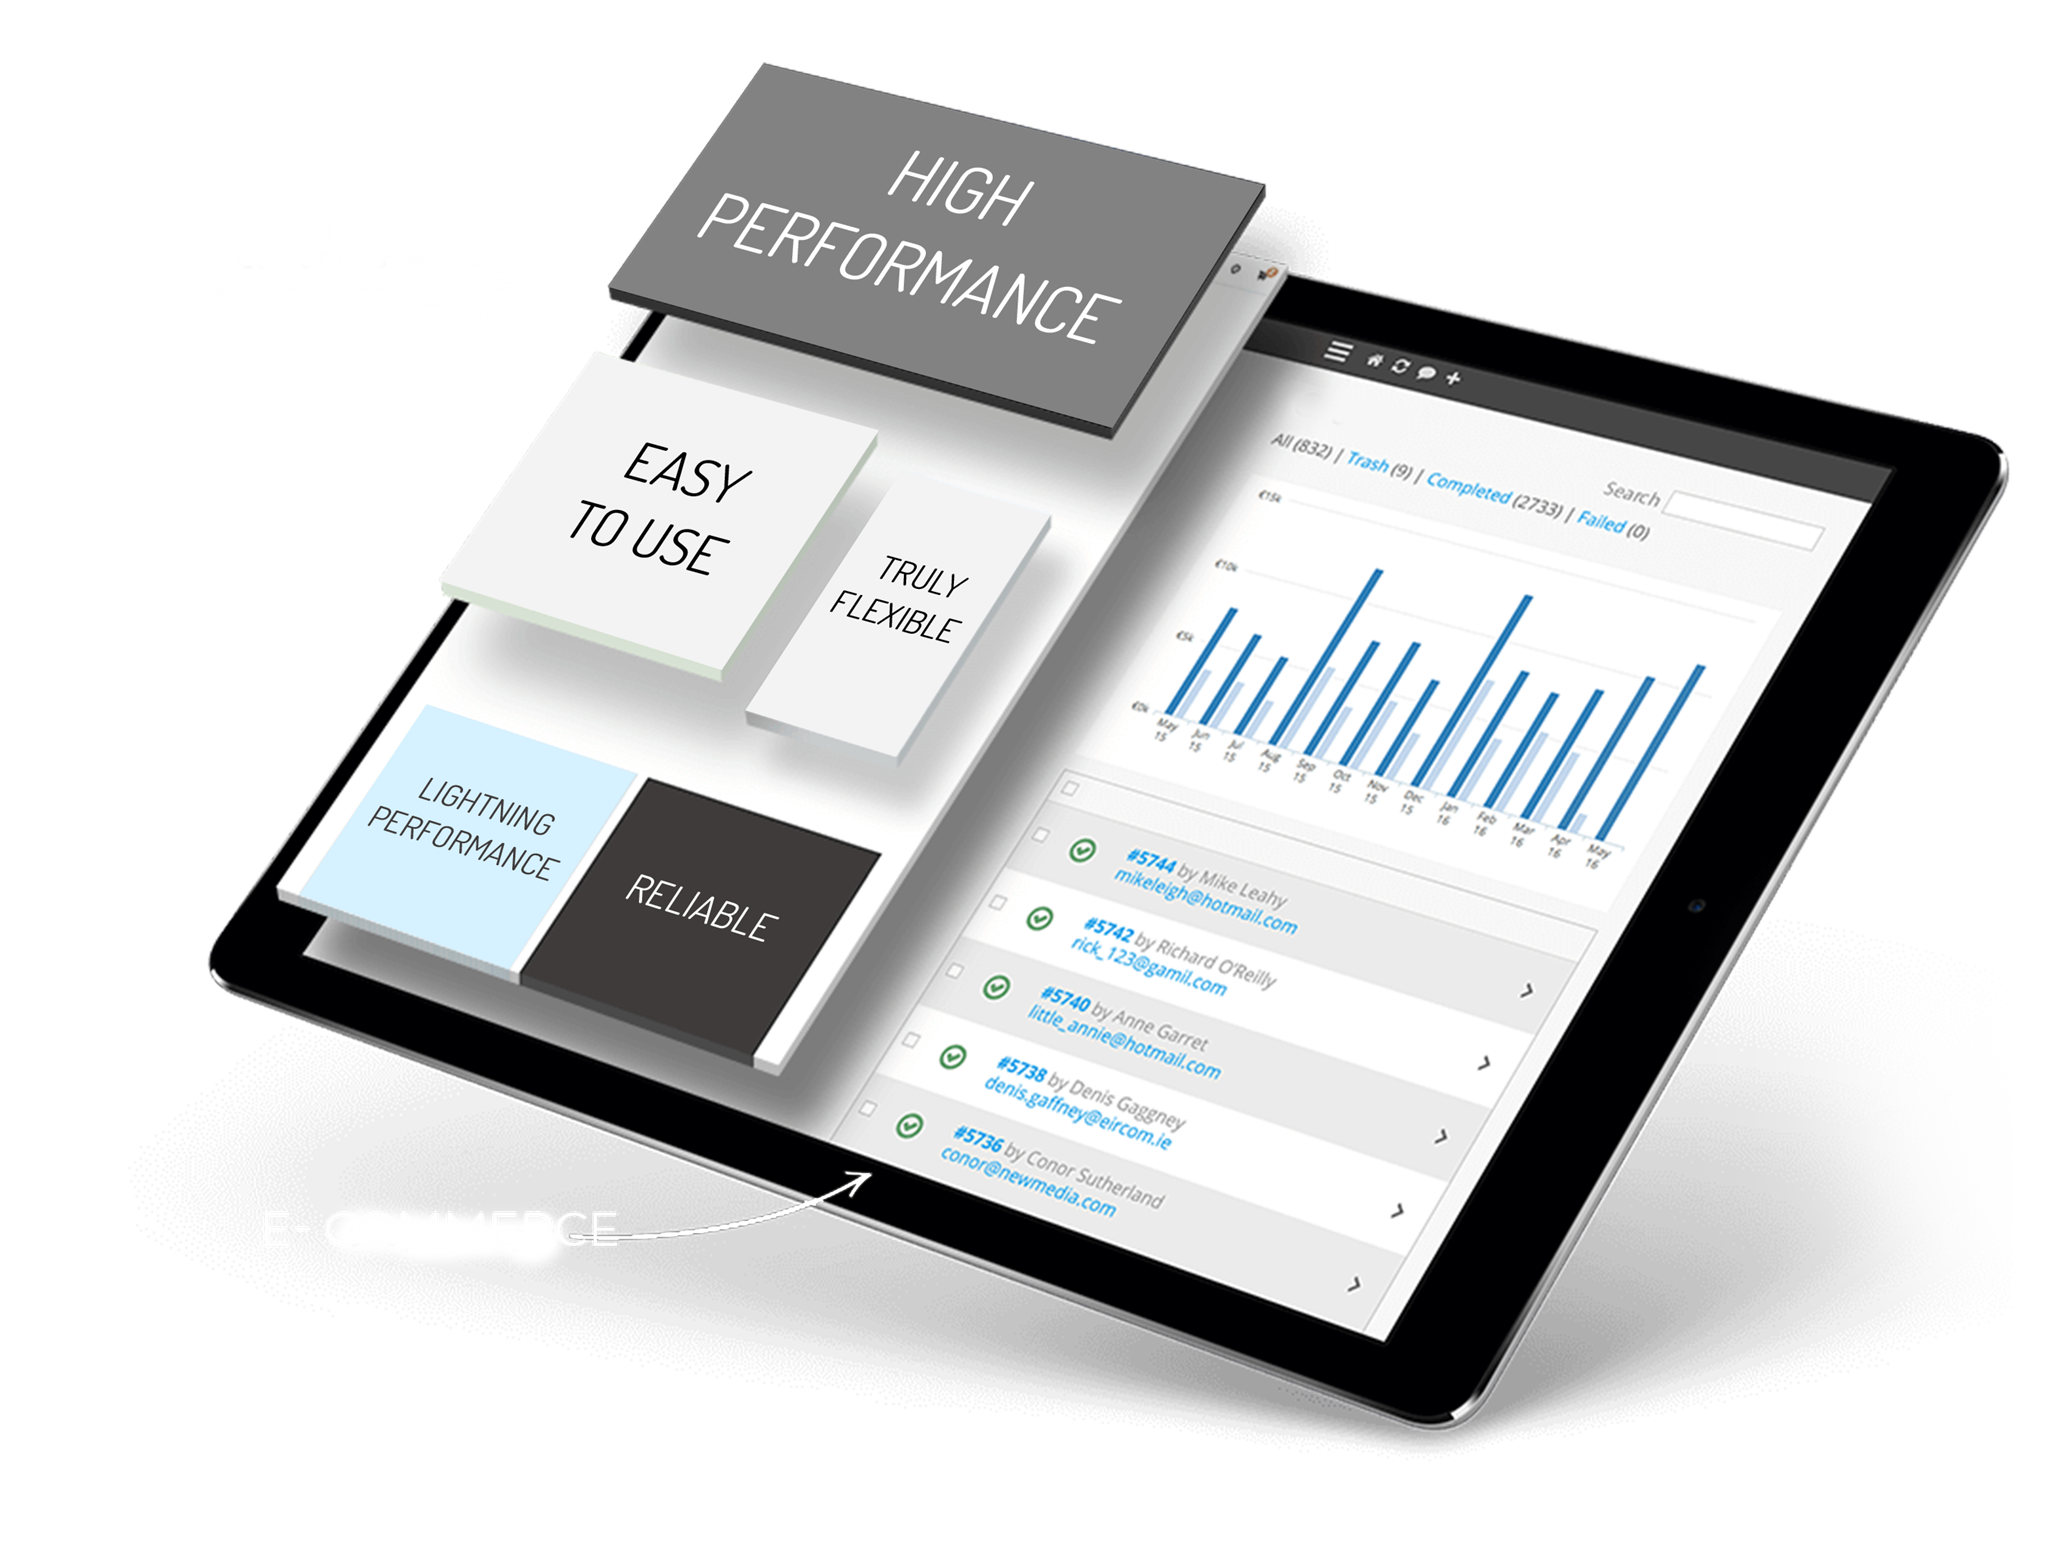 HIGH
PERFORMANCE
EASY
TO USE
TRULY
FLEXIBLE
LIGHTNING
PERFORMANCE
RELIABLE
All (832) | Trash (9) | Completed (2733) | Failed (0)
Search
€15k
€10k
€5k
€0k
May 15
Jun 15
Jul 15
Aug 15
Sep 15
Oct 15
Nov 15
Dec 15
Jan 16
Feb 16
Mar 16
Apr 16
May 16
#5744 by Mike Leahy
mikeleigh@hotmail.com
#5742 by Richard O'Reilly
rick_123@gamil.com
#5740 by Anne Garret
little_annie@hotmail.com
#5738 by Denis Gaggney
denis.gaffney@eircom.ie
#5736 by Conor Sutherland
conor@newmedia.com
E- COMMERCE